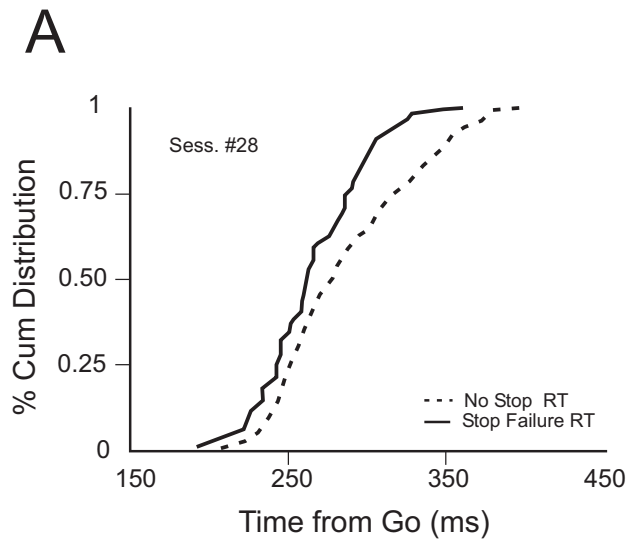 A
1
Sess. #28
0.75
% Cum Distribution
0.50
0.25
No Stop RT
Stop Failure RT
0
150 250 350 450
Time from Go (ms)